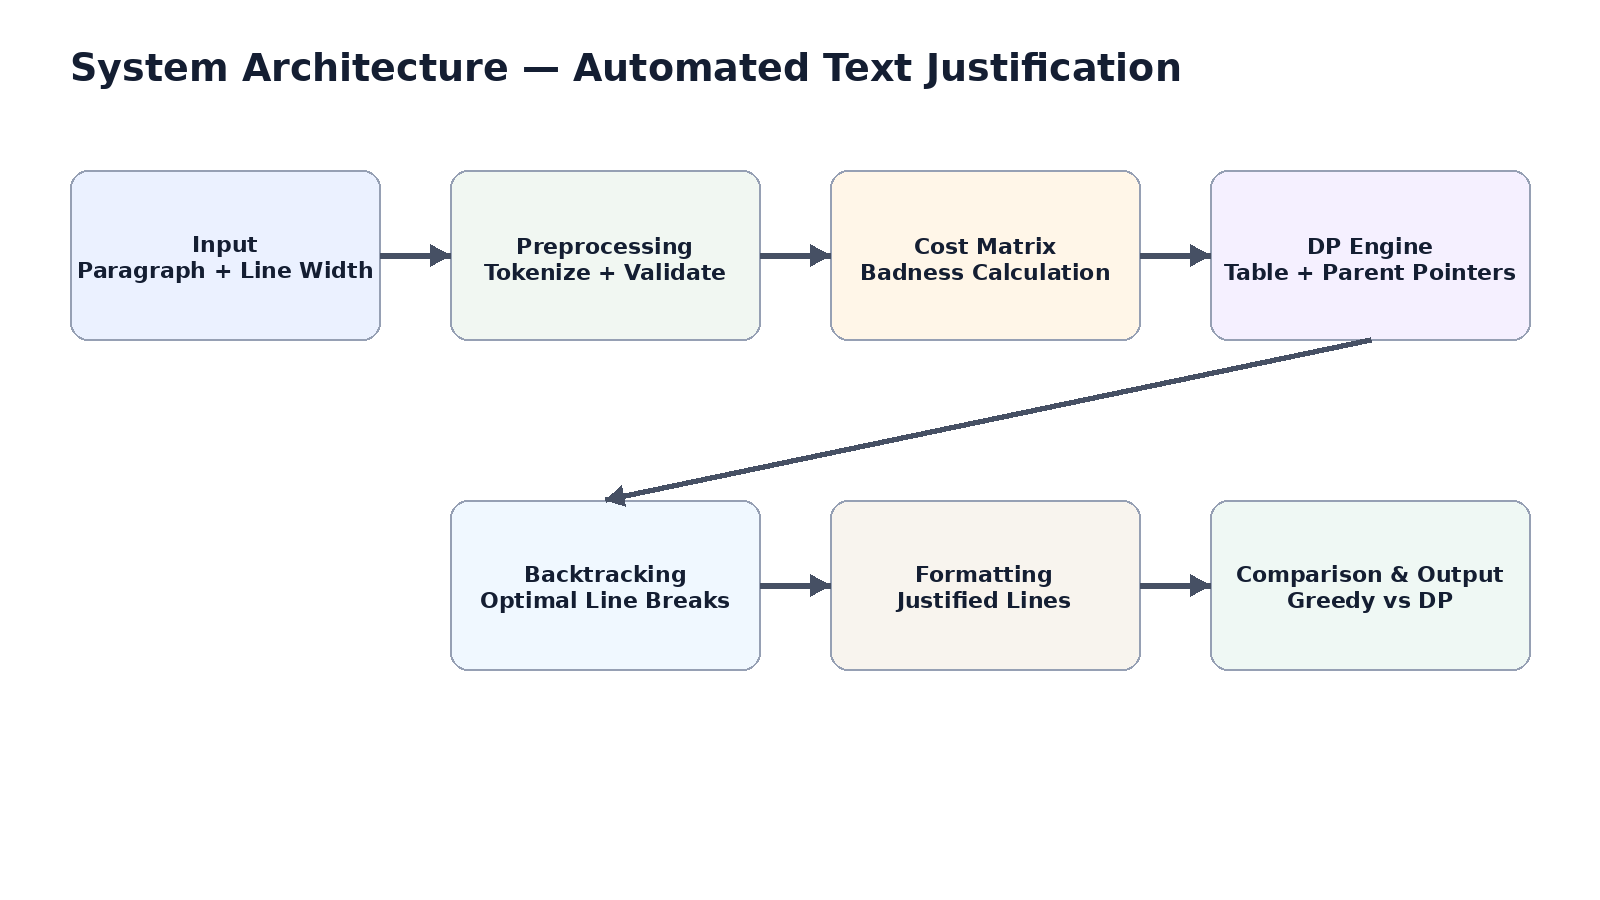 System Architecture — Automated Text Justification
Input
Paragraph + Line Width
Preprocessing
Tokenize + Validate
Cost Matrix
Badness Calculation
DP Engine
Table + Parent Pointers
Backtracking
Optimal Line Breaks
Formatting
Justified Lines
Comparison & Output
Greedy vs DP